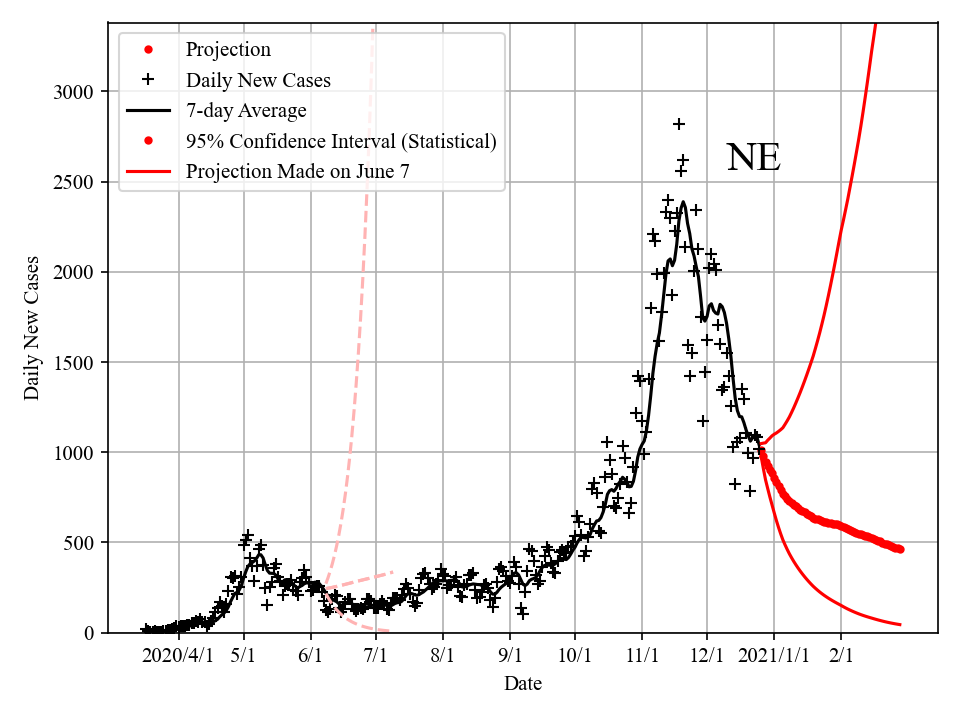 Projection
Daily New Cases
7-day Average
95% Confidence Interval (Statistical)
Projection Made on June 7
NE
Daily New Cases
3000
2500
2000
1500
1000
500
0
2020/4/1 5/1 6/1 7/1 8/1 9/1 10/1 11/1 12/1 2021/1/1 2/1
Date